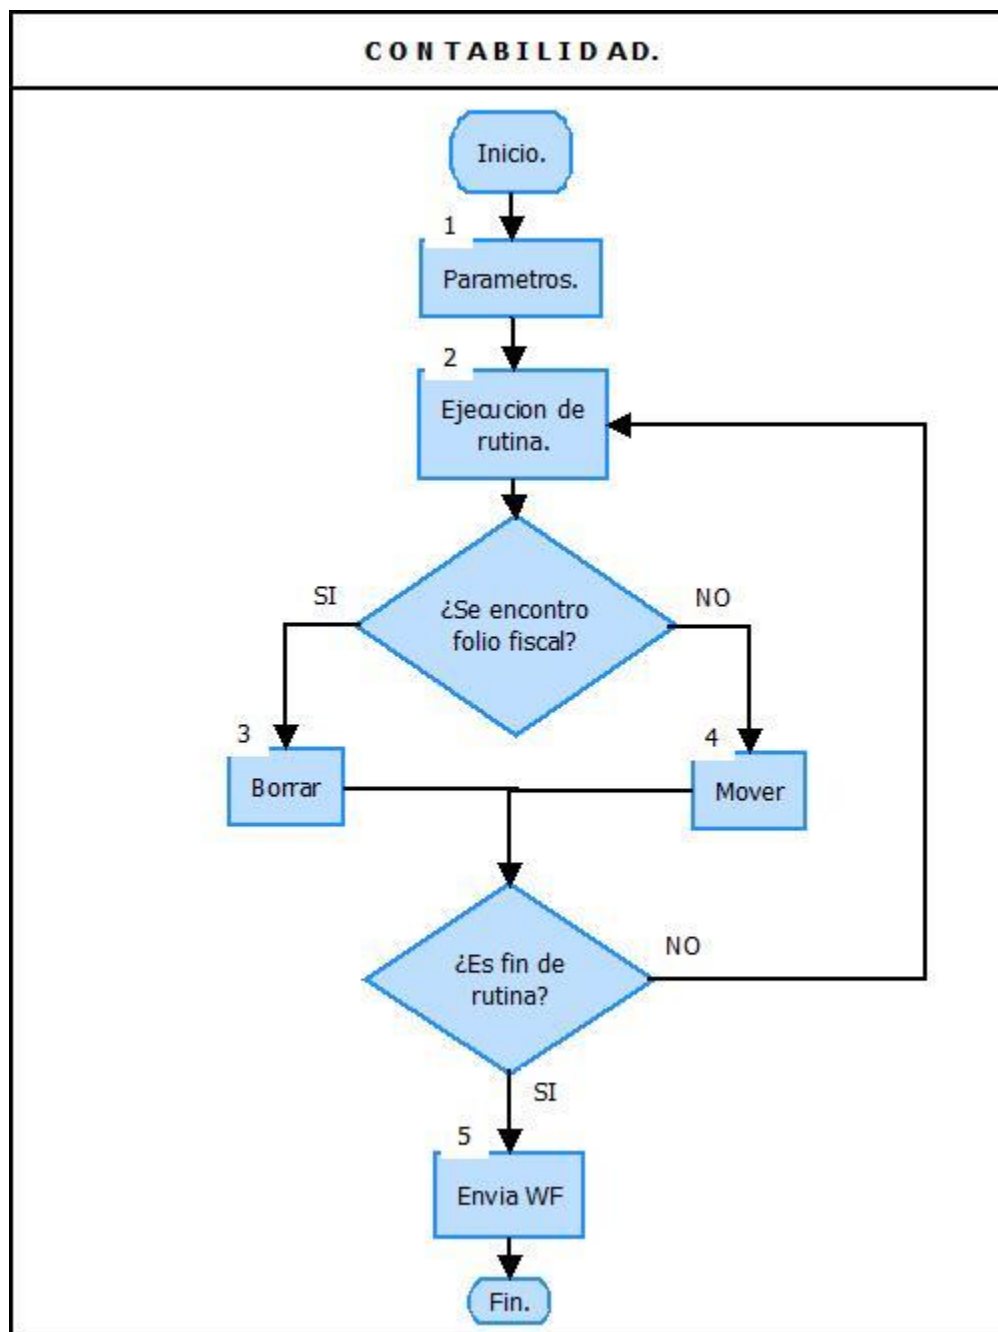 CONTABILIDAD.
Inicio.
1
Parametros.
2
Ejecucion de
rutina.
SI
NO
¿Se encontro
folio fiscal?
3
4
Borrar
Mover
¿Es fin de
rutina?
NO
SI
5
Envia WF
Fin.